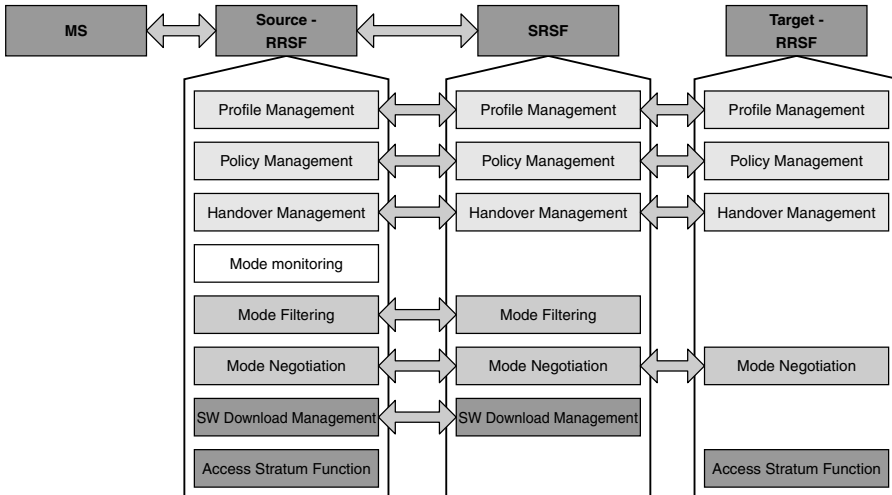 MS
Source -
RRSF
SRSF
Target -
RRSF
Profile Management
Profile Management
Profile Management
Policy Management
Policy Management
Policy Management
Handover Management
Handover Management
Handover Management
Mode monitoring
Mode Filtering
Mode Filtering
Mode Negotiation
Mode Negotiation
Mode Negotiation
SW Download Management
SW Download Management
Access Stratum Function
Access Stratum Function